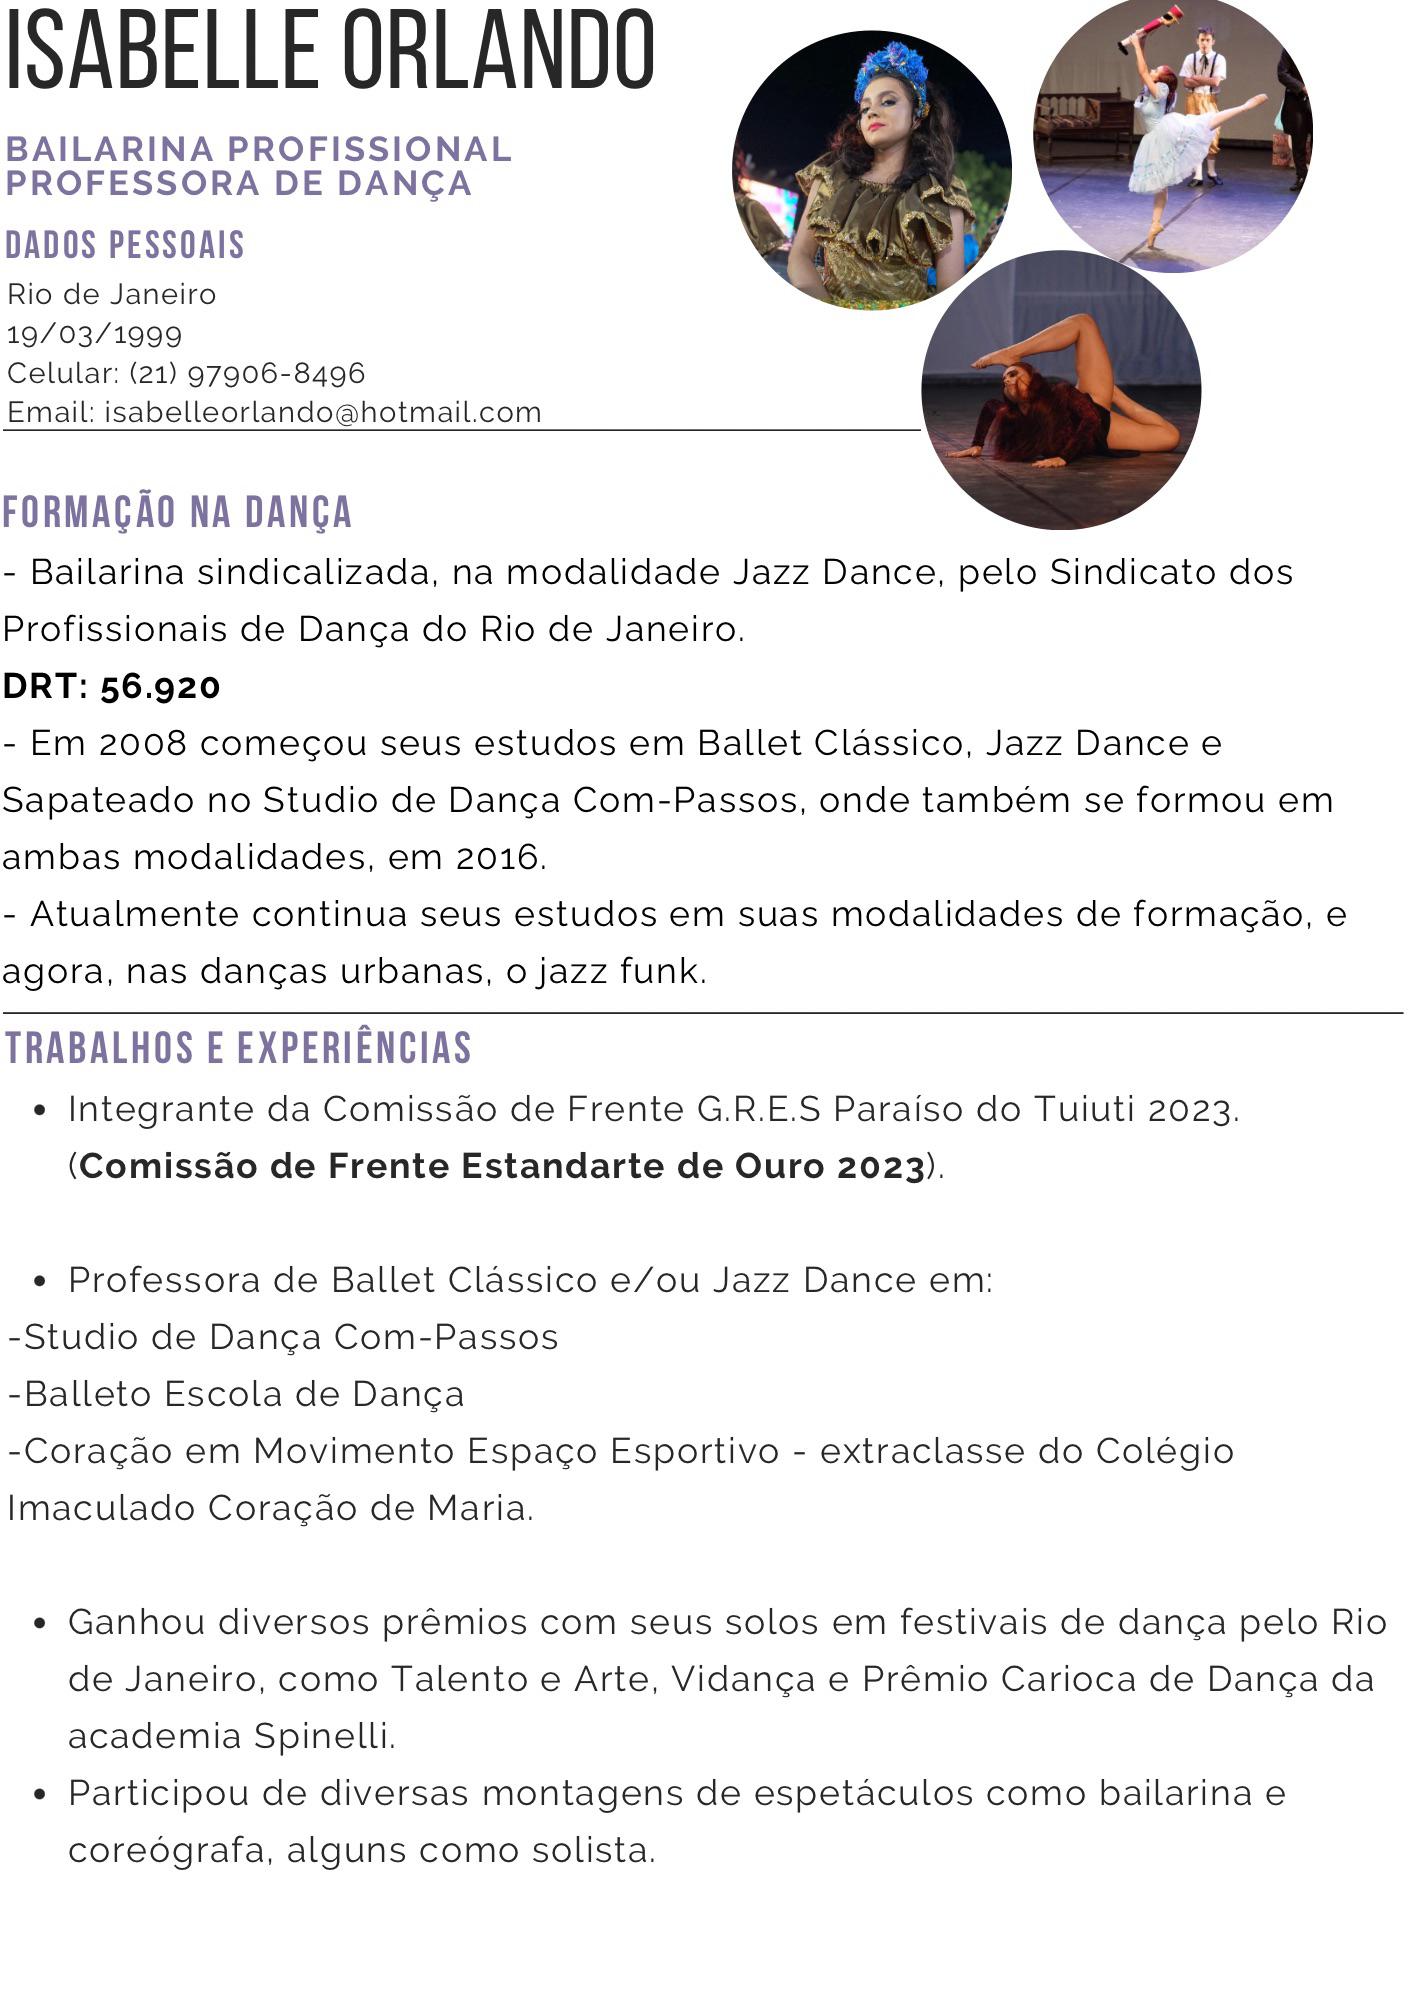 ISABELLE ORLANDO
BAILARINA PROFISSIONAL
PROFESSORA DE DANÇA
DADOS PESSOAIS
Rio de Janeiro
19/03/1999
Celular: (21) 97906-8496
Email: isabelleorlando@hotmail.com
FORMAÇÃO NA DANÇA
- Bailarina sindicalizada, na modalidade Jazz Dance, pelo Sindicato dos
Profissionais de Dança do Rio de Janeiro.
DRT: 56.920
- Em 2008 começou seus estudos em Ballet Clássico, Jazz Dance e
Sapateado no Studio de Dança Com-Passos, onde também se formou em
ambas modalidades, em 2016.
- Atualmente continua seus estudos em suas modalidades de formação, e
agora, nas danças urbanas, o jazz funk.
TRABALHOS E EXPERIÊNCIAS
• Integrante da Comissão de Frente G.R.E.S Paraíso do Tuiuti 2023.
(Comissão de Frente Estandarte de Ouro 2023).
• Professora de Ballet Clássico e/ou Jazz Dance em:
-Studio de Dança Com-Passos
-Balleto Escola de Dança
-Coração em Movimento Espaço Esportivo - extraclasse do Colégio
Imaculado Coração de Maria.
• Ganhou diversos prêmios com seus solos em festivais de dança pelo Rio
de Janeiro, como Talento e Arte, Vidança e Prêmio Carioca de Dança da
academia Spinelli.
• Participou de diversas montagens de espetáculos como bailarina e
coreógrafa, alguns como solista.